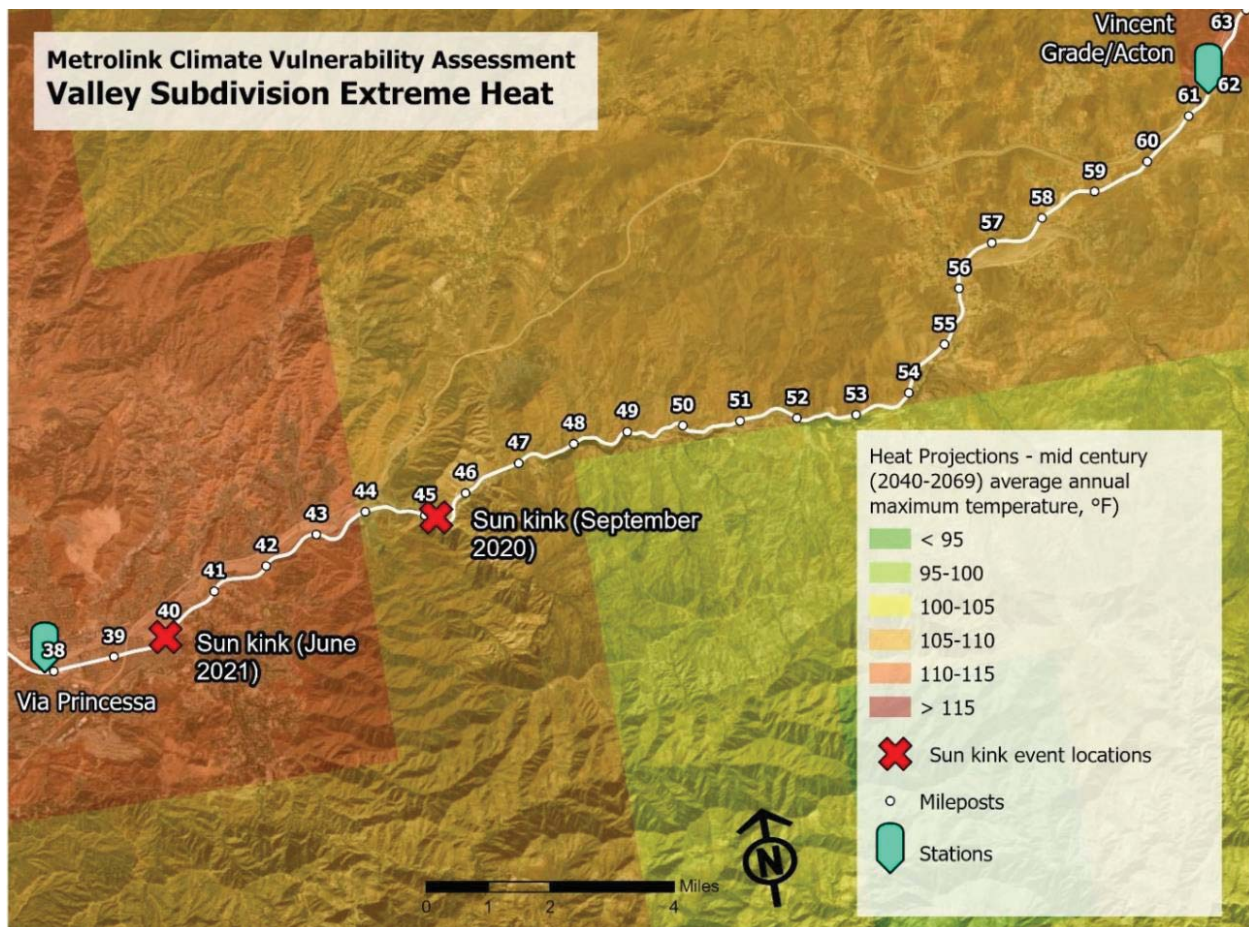 Metrolink Climate Vulnerability Assessment
Valley Subdivision Extreme Heat
Vincent
Grade/Acton
63
62
61
60
59
58
57
56
55
54
53
52
51
50
49
48
47
46
45
44
43
42
41
40
39
38
Sun kink (September
2020)
Sun kink (June
2021)
Via Princessa
Heat Projections - mid century
(2040-2069) average annual
maximum temperature, °F)
< 95
95-100
100-105
105-110
110-115
> 115
Sun kink event locations
Mileposts
Stations
N
Miles
0 1 2 4